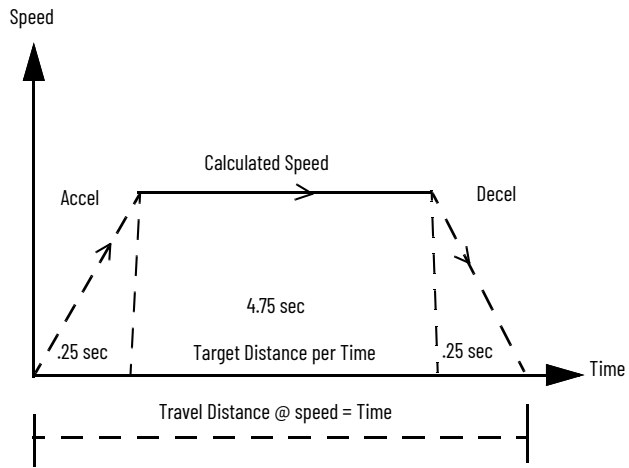 Speed
Calculated Speed
Accel
Decel
4.75 sec
.25 sec
Target Distance per Time
.25 sec
Time
Travel Distance @ speed = Time